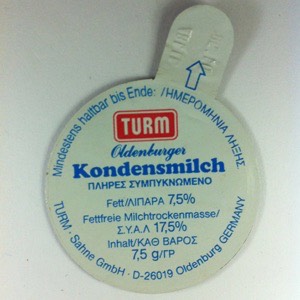 Mindestens haltbar bis Ende: / ΗΜΕΡΟΜΗΝΙΑ ΛΗΞΗΣ
TURM
Oldenburger
Kondensmilch
ΠΛΗΡΕΣ ΣΥΜΠΥΚΝΩΜΕΝΟ
Fett/ΛΙΠΑΡΑ 7,5%
Fettfreie Milchtrockenmasse/
Σ.Υ.Α.Λ 17,5%
Inhalt/ΚΑΘ ΒΑΡΟΣ
7,5 g/ΓΡ
TURM - Sahne GmbH · D-26019 Oldenburg GERMANY